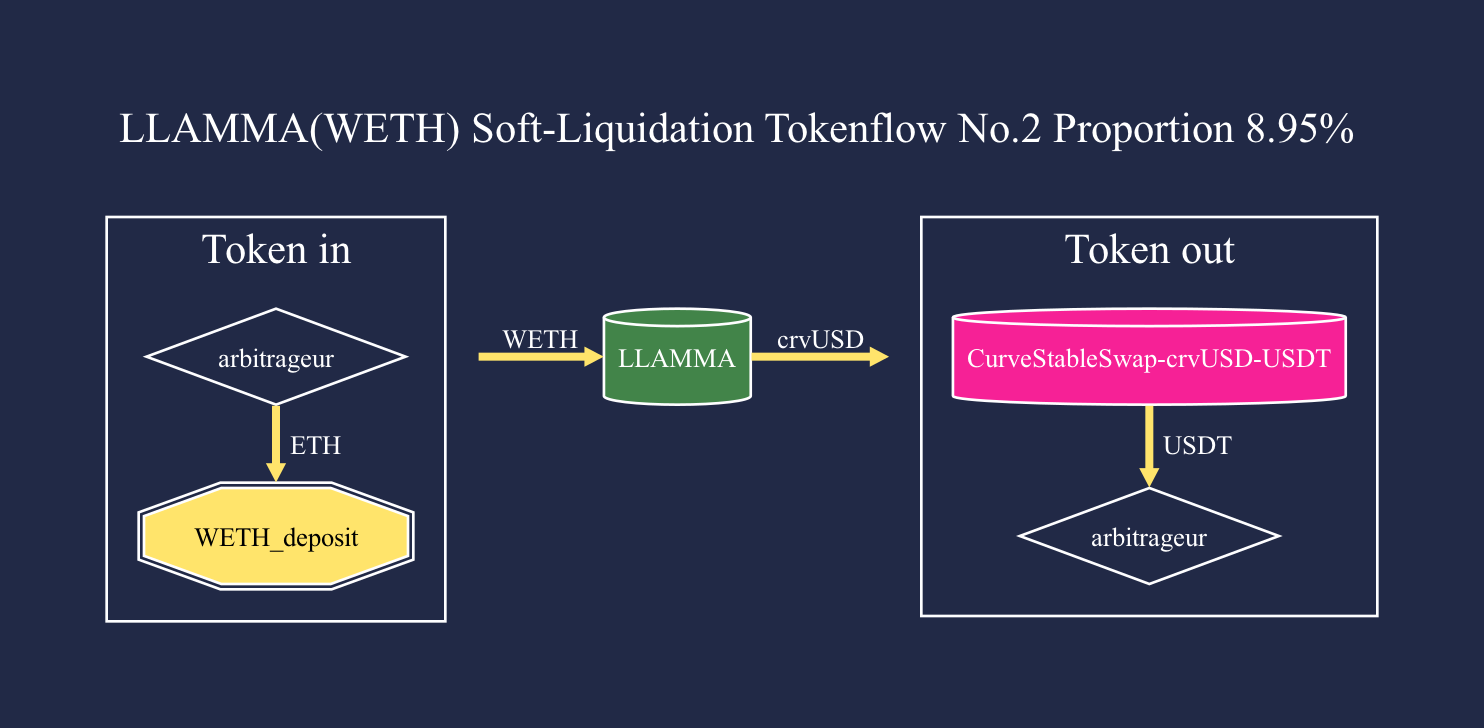 LLAMMA(WETH) Soft-Liquidation Tokenflow No.2 Proportion 8.95%
Token in
arbitrageur
ETH
WETH_deposit
WETH
LLAMMA
crvUSD
Token out
CurveStableSwap-crvUSD-USDT
USDT
arbitrageur